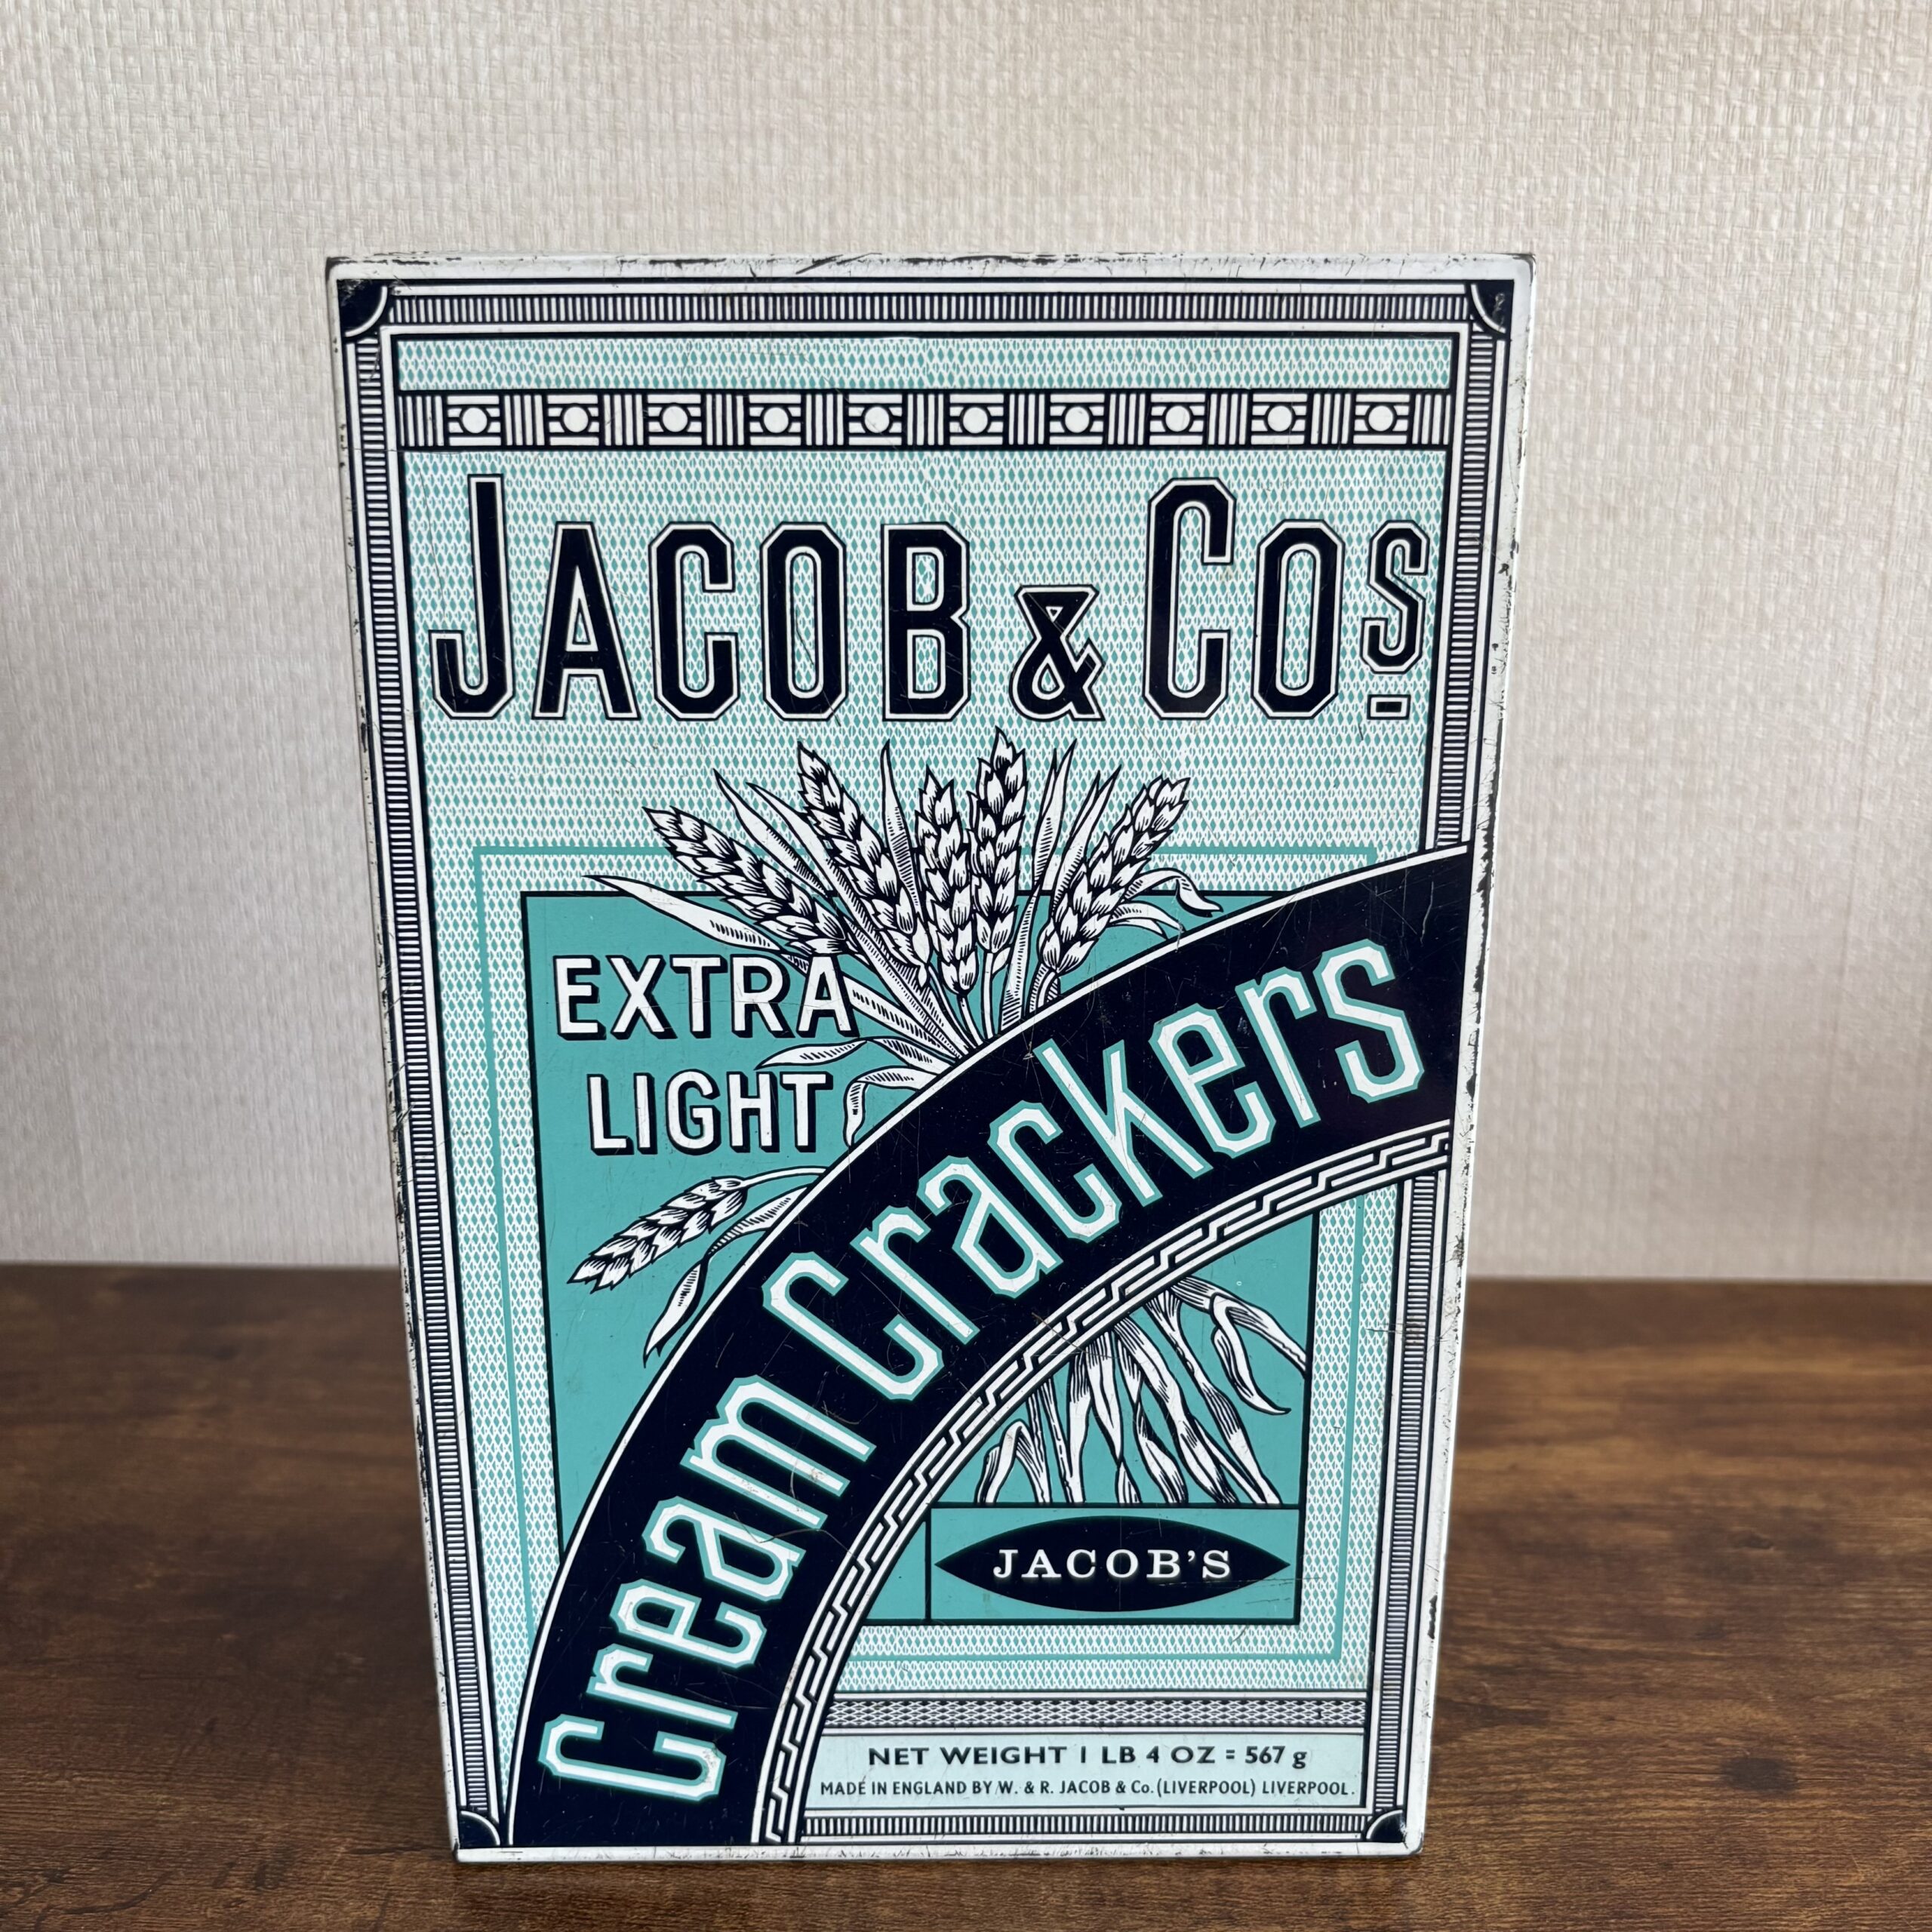 JACOB & COS
EXTRA
LIGHT
Cream Crackers
JACOB'S
NET WEIGHT 1 LB 4 OZ = 567 g
MADE IN ENGLAND BY W. & R. JACOB & Co. (LIVERPOOL) LIVERPOOL.